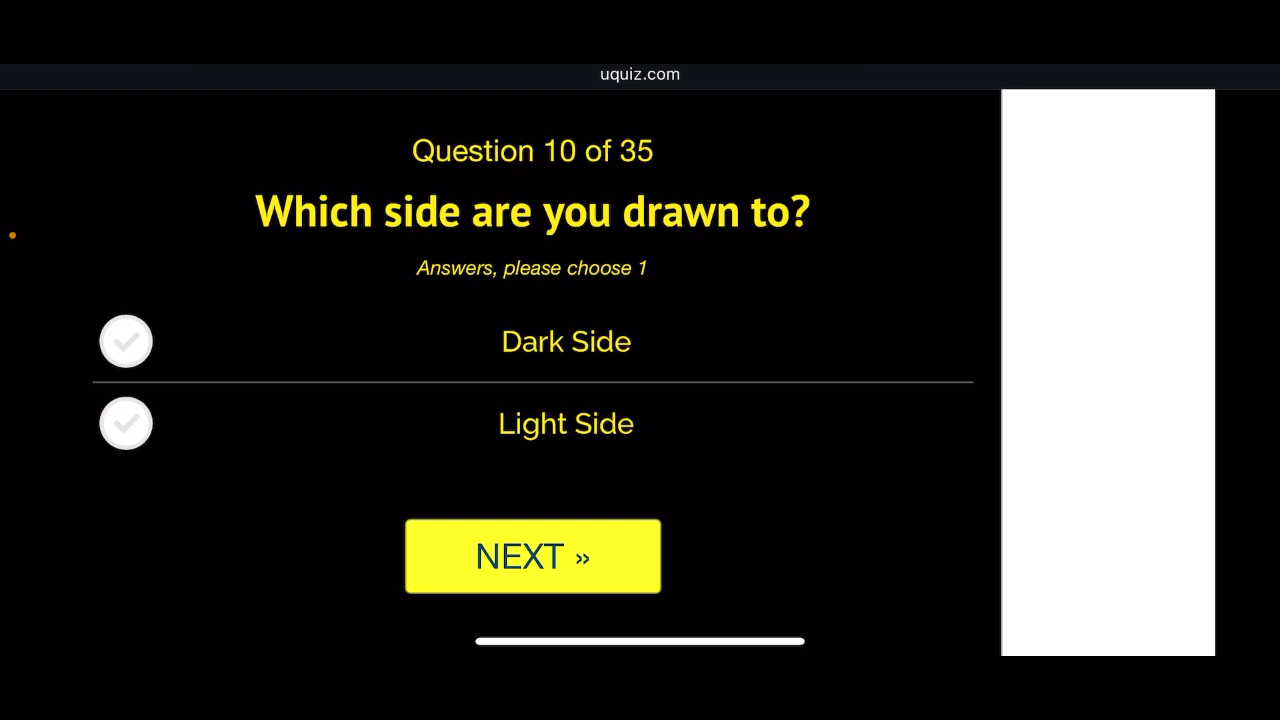 uquiz.com
Question 10 of 35
Which side are you drawn to?
Answers, please choose 1
Dark Side
Light Side
NEXT »